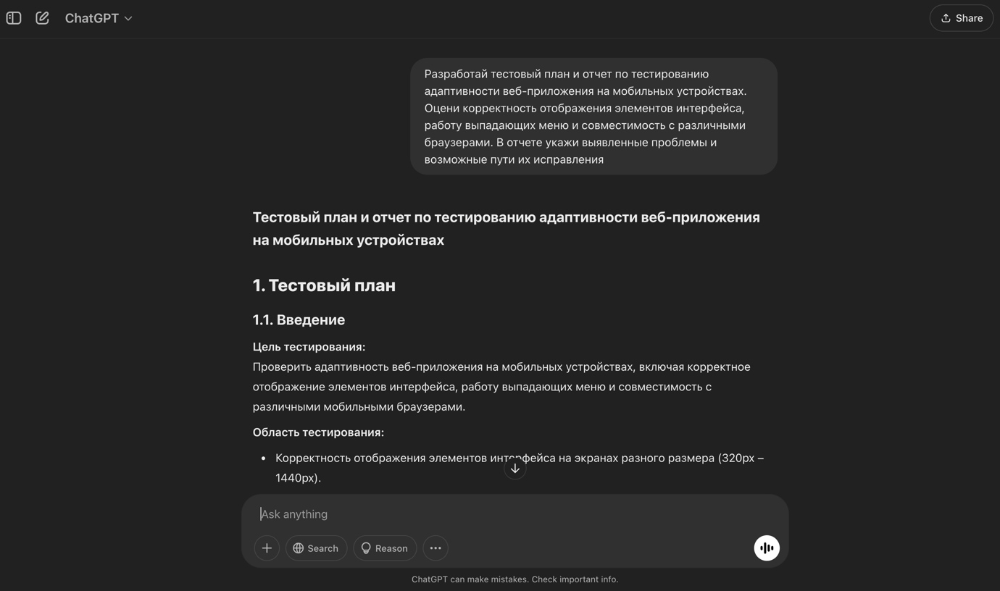 ChatGPT
Share
Разработай тестовый план и отчет по тестированию
адаптивности веб-приложения на мобильных устройствах.
Оцени корректность отображения элементов интерфейса,
работу выпадающих меню и совместимость с различными
браузерами. В отчете укажи выявленные проблемы и
возможные пути их исправления
Тестовый план и отчет по тестированию адаптивности веб-приложения
на мобильных устройствах
1. Тестовый план
1.1. Введение
Цель тестирования:
Проверить адаптивность веб-приложения на мобильных устройствах, включая корректное
отображение элементов интерфейса, работу выпадающих меню и совместимость с
различными мобильными браузерами.
Область тестирования:
• Корректность отображения элементов интерфейса на экранах разного размера (320px –
1440px).
Ask anything
Search
Reason
ChatGPT can make mistakes. Check important info.